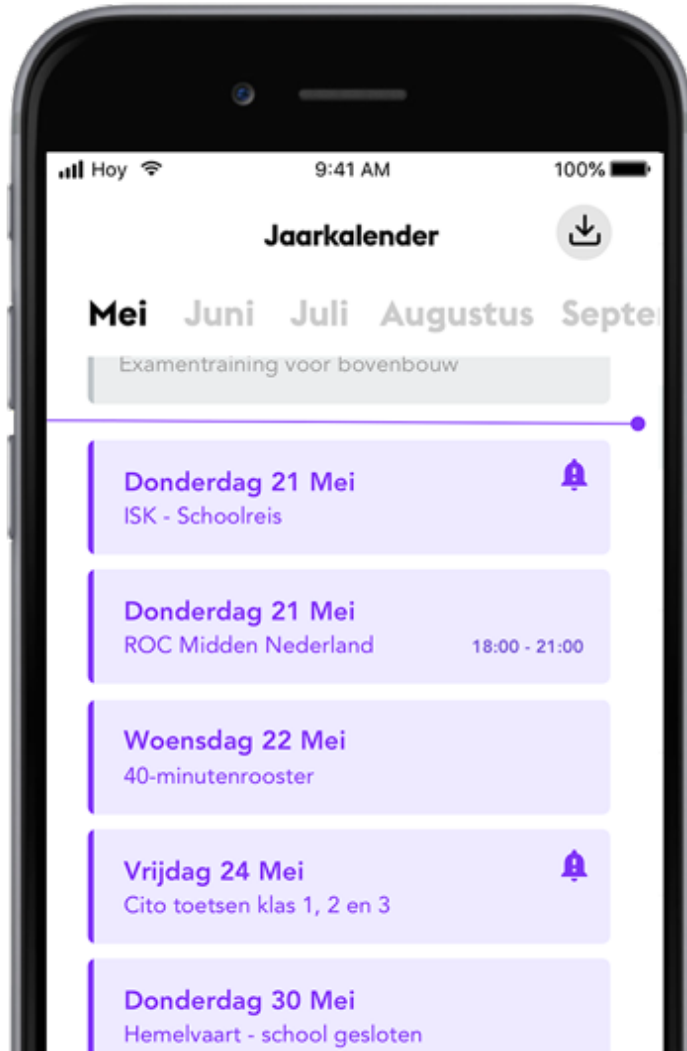 Hoy 9:41 AM 100%
Jaarkalender
Mei Juni Juli Augustus Septe
Examentraining voor bovenbouw
Donderdag 21 Mei
ISK - Schoolreis
Donderdag 21 Mei
ROC Midden Nederland 18:00 - 21:00
Woensdag 22 Mei
40-minutenrooster
Vrijdag 24 Mei
Cito toetsen klas 1, 2 en 3
Donderdag 30 Mei
Hemelvaart - school gesloten